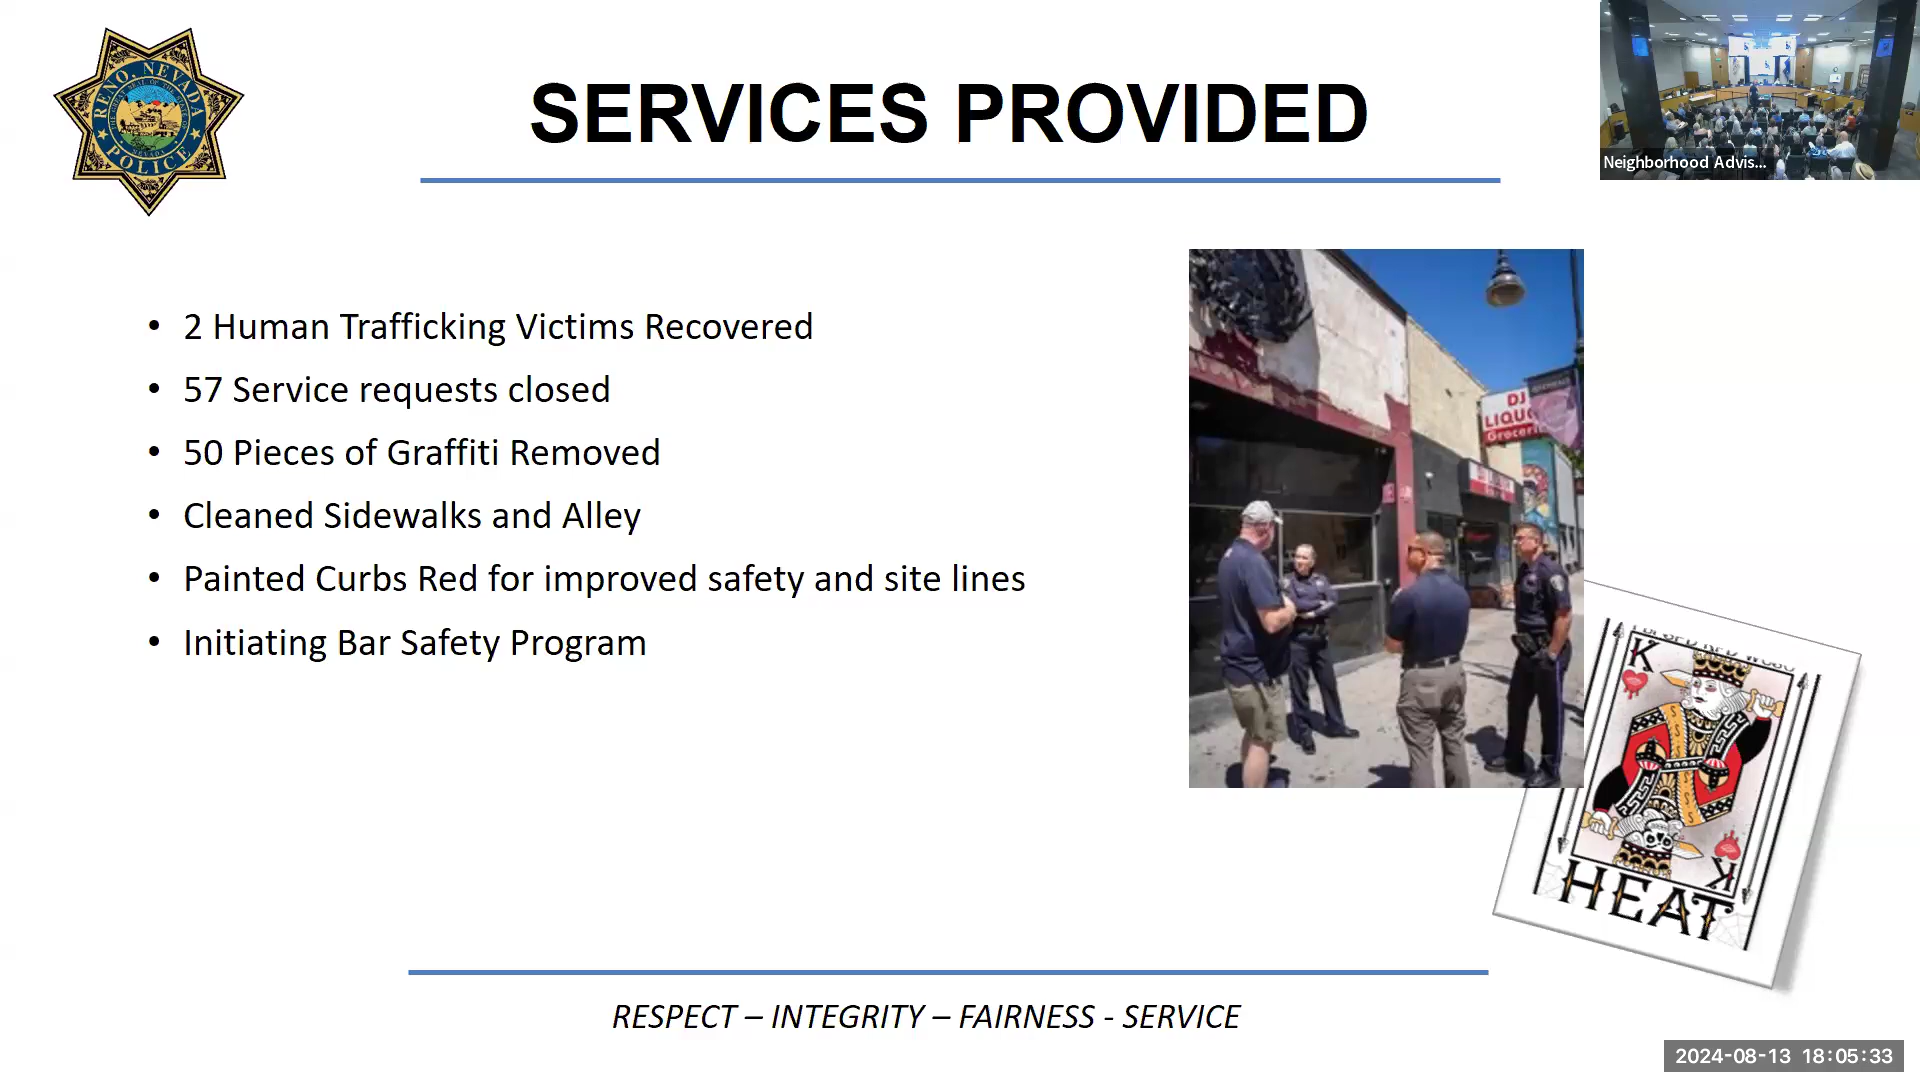 RENO, NEVADA
POLICE
SERVICES PROVIDED
Neighborhood Advis...
• 2 Human Trafficking Victims Recovered
• 57 Service requests closed
• 50 Pieces of Graffiti Removed
• Cleaned Sidewalks and Alley
• Painted Curbs Red for improved safety and site lines
• Initiating Bar Safety Program
DJ
LIQUO
Groceri
K
K
HEAT
RESPECT – INTEGRITY – FAIRNESS - SERVICE
2024-08-13 18:05:33